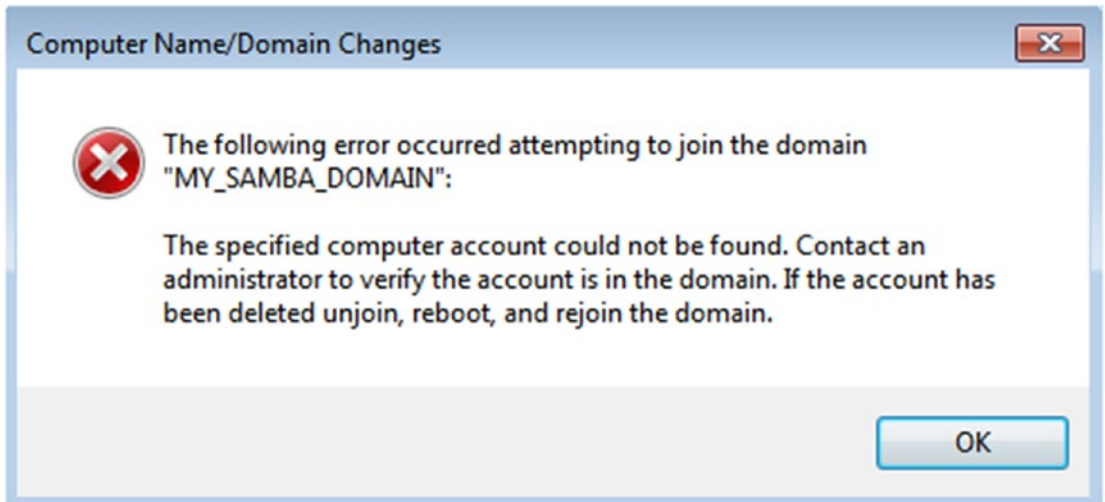 Computer Name/Domain Changes
The following error occurred attempting to join the domain
"MY_SAMBA_DOMAIN":
The specified computer account could not be found. Contact an
administrator to verify the account is in the domain. If the account has
been deleted unjoin, reboot, and rejoin the domain.
OK